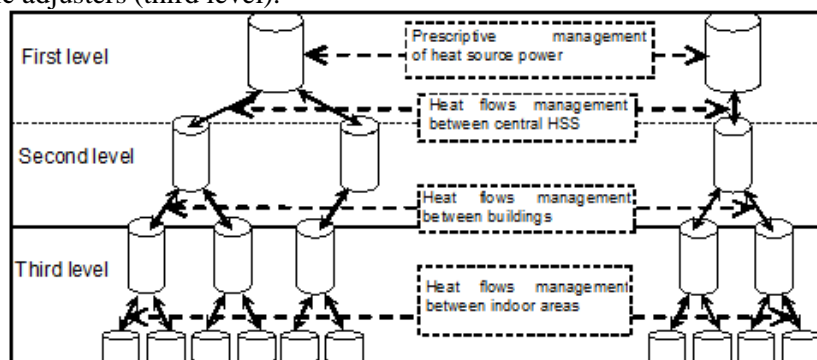 c adjusters (third level).
First level
Prescriptive management
of heat source power
Heat flows management
between central HSS
Second level
Heat flows management
between buildings
Third level
Heat flows management
between indoor areas